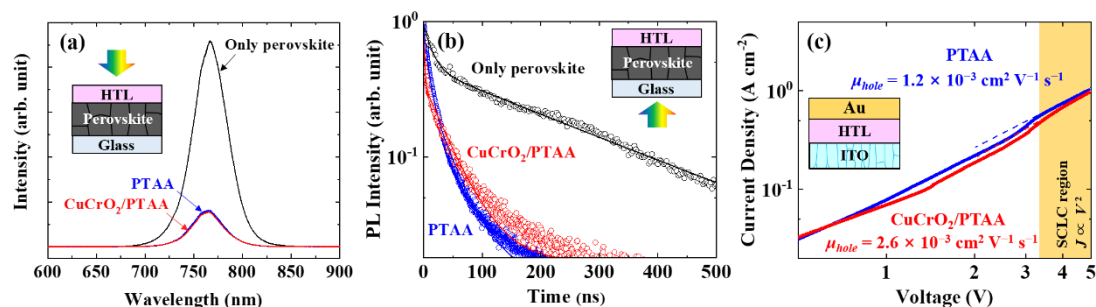 (a)
Only perovskite
HTL
Perovskite
Glass
PTAA
CuCrO₂/PTAA
Intensity (arb. unit)
600 650 700 750 800 850 900
Wavelength (nm)
(b)
HTL
Perovskite
Glass
Only perovskite
CuCrO₂/PTAA
PTAA
PL Intensity (arb. unit)
10⁰
10⁻¹
0 100 200 300 400 500
Time (ns)
(c)
PTAA
μhole = 1.2 × 10⁻³ cm² V⁻¹ s⁻¹
Au
HTL
ITO
CuCrO₂/PTAA
μhole = 2.6 × 10⁻³ cm² V⁻¹ s⁻¹
SCLC region
J ∝ V²
Current Density (A cm⁻²)
10⁰
10⁻¹
1 2 3 4 5
Voltage (V)